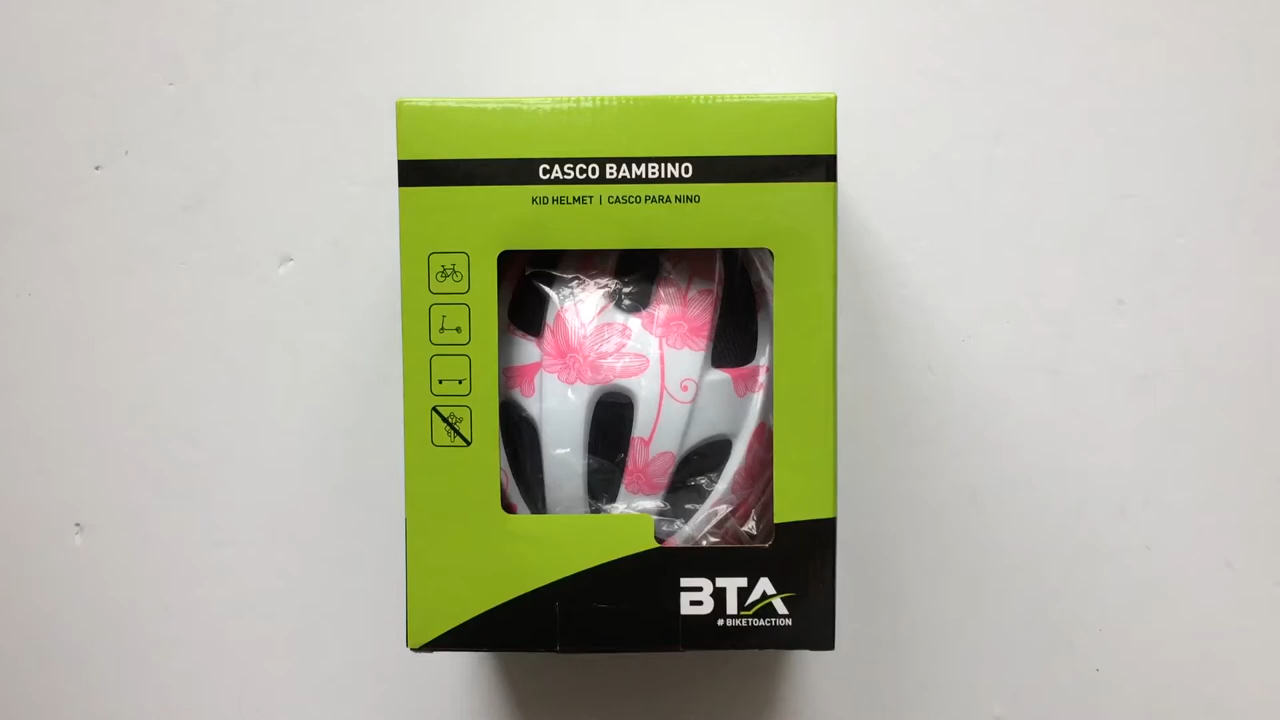 CASCO BAMBINO
KID HELMET | CASCO PARA NINO
BTA
# BIKETOACTION